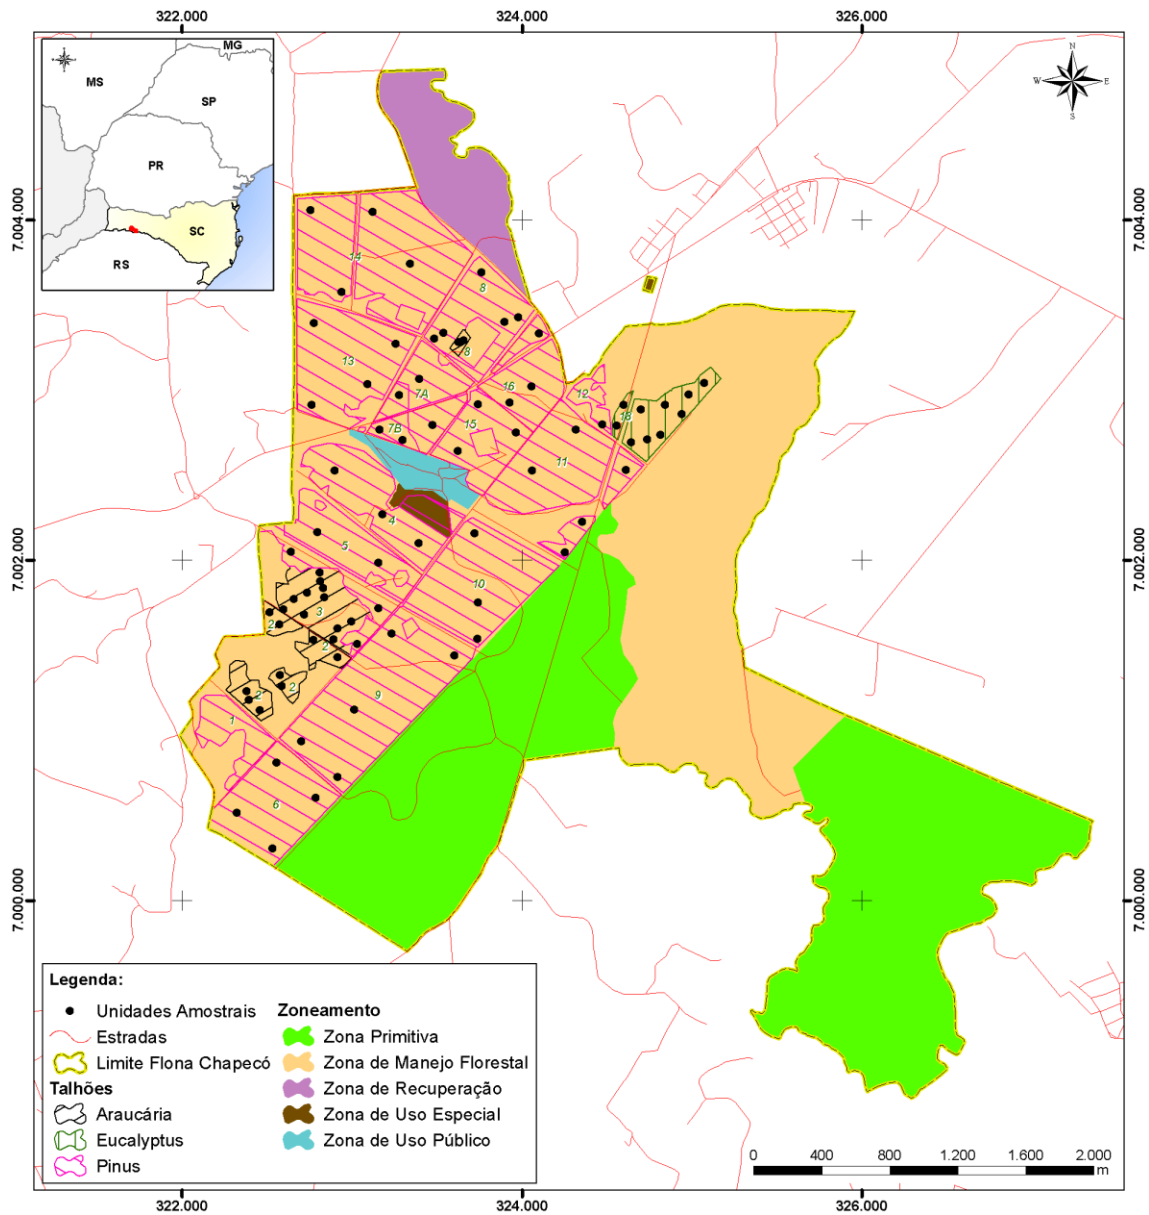 322.000
324.000
326.000
MG
MS
SP
PR
SC
RS
N
W
E
S
7.004.000
7.004.000
14
8
13
8
16
7A
12
18
15
7B
11
4
5
7.002.000
7.002.000
10
3
2
2
2
2
9
1
6
7.000.000
7.000.000
Legenda:
Unidades Amostrais
Estradas
Limite Flona Chapecó
Talhões
Araucária
Eucalyptus
Pinus
Zoneamento
Zona Primitiva
Zona de Manejo Florestal
Zona de Recuperação
Zona de Uso Especial
Zona de Uso Público
0 400 800 1.200 1.600 2.000
m
322.000
324.000
326.000